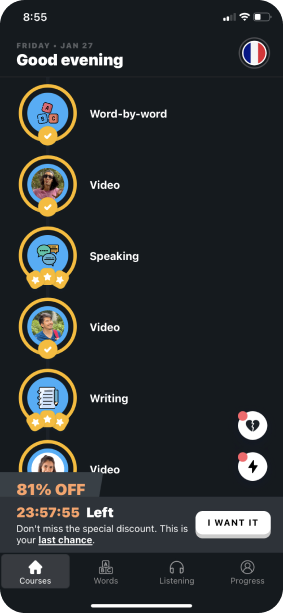 8:55
FRIDAY • JAN 27
Good evening
Word-by-word
Video
Speaking
Video
Writing
Video
81% OFF
23:57:55 Left
Don't miss the special discount. This is
your last chance.
I WANT IT
A
B C
Courses
Words
Listening
Progress